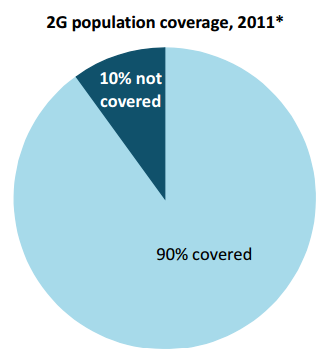 2G population coverage, 2011*
10% not
covered
90% covered